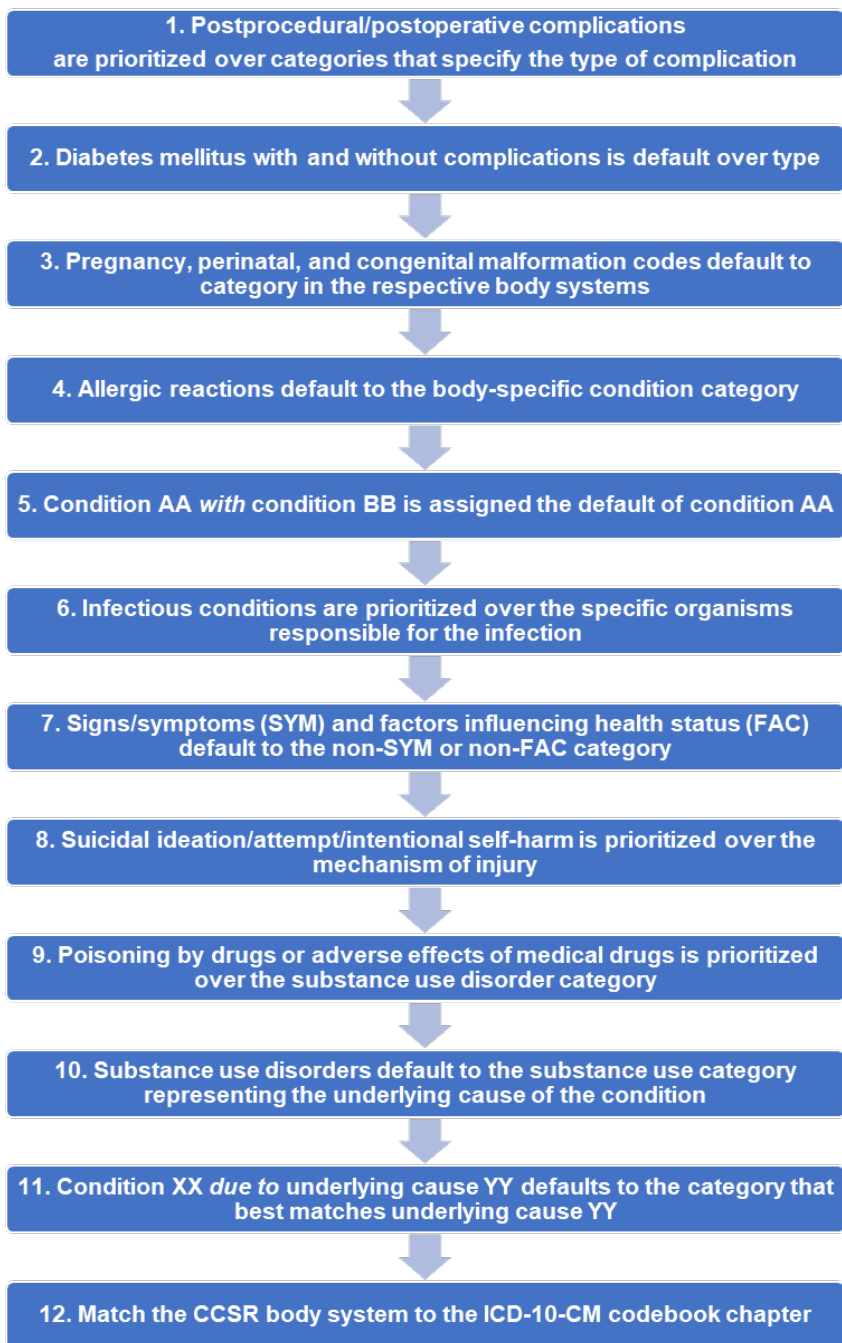 1. Postprocedural/postoperative complications
are prioritized over categories that specify the type of complication
2. Diabetes mellitus with and without complications is default over type
3. Pregnancy, perinatal, and congenital malformation codes default to
category in the respective body systems
4. Allergic reactions default to the body-specific condition category
5. Condition AA with condition BB is assigned the default of condition AA
6. Infectious conditions are prioritized over the specific organisms
responsible for the infection
7. Signs/symptoms (SYM) and factors influencing health status (FAC)
default to the non-SYM or non-FAC category
8. Suicidal ideation/attempt/intentional self-harm is prioritized over the
mechanism of injury
9. Poisoning by drugs or adverse effects of medical drugs is prioritized
over the substance use disorder category
10. Substance use disorders default to the substance use category
representing the underlying cause of the condition
11. Condition XX due to underlying cause YY defaults to the category that
best matches underlying cause YY
12. Match the CCSR body system to the ICD-10-CM codebook chapter